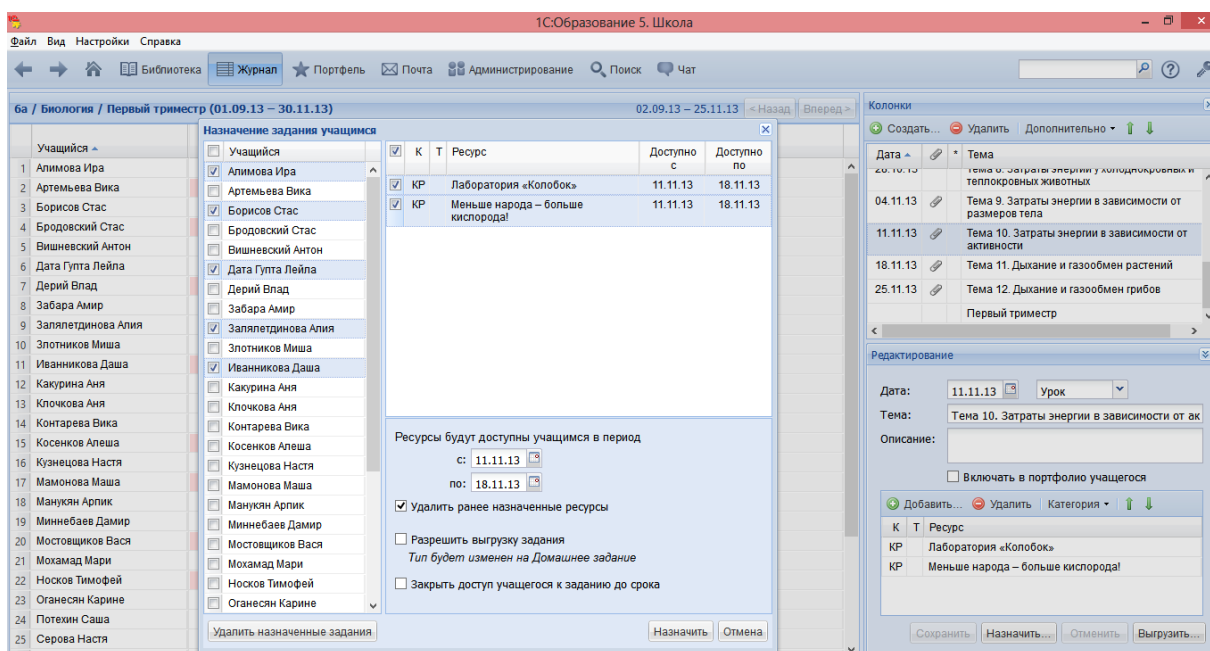 1С:Образование 5. Школа
Файл Вид Настройки Справка
Библиотека Журнал Портфель Почта Администрирование Поиск Чат
6а / Биология / Первый триместр (01.09.13 – 30.11.13)
02.09.13 – 25.11.13 < Назад Вперед >
Учащийся
1 Алимова Ира
2 Артемьева Вика
3 Борисов Стас
4 Бродовский Стас
5 Вишневский Антон
6 Дата Гупта Лейла
7 Дерий Влад
8 Забара Амир
9 Залялетдинова Алия
10 Злотников Миша
11 Иванникова Даша
12 Какурина Аня
13 Клочкова Аня
14 Контарева Вика
15 Косенков Алеша
16 Кузнецова Настя
17 Мамонова Маша
18 Манукян Арпик
19 Миннебаев Дамир
20 Мостовщиков Вася
21 Мохамад Мари
22 Носков Тимофей
23 Оганесян Карине
24 Потехин Саша
25 Серова Настя
Назначение задания учащимся
Учащийся
Алимова Ира
Артемьева Вика
Борисов Стас
Бродовский Стас
Вишневский Антон
Дата Гупта Лейла
Дерий Влад
Забара Амир
Залялетдинова Алия
Злотников Миша
Иванникова Даша
Какурина Аня
Клочкова Аня
Контарева Вика
Косенков Алеша
Кузнецова Настя
Мамонова Маша
Манукян Арпик
Миннебаев Дамир
Мостовщиков Вася
Мохамад Мари
Носков Тимофей
Оганесян Карине
Удалить назначенные задания
К Т Ресурс Доступно с Доступно по
КР Лаборатория «Колобок» 11.11.13 18.11.13
КР Меньше народа – больше 11.11.13 18.11.13
кислорода!
Ресурсы будут доступны учащимся в период
с: 11.11.13
по: 18.11.13
Удалить ранее назначенные ресурсы
Разрешить выгрузку задания
Тип будет изменен на Домашнее задание
Закрыть доступ учащегося к заданию до срока
Назначить Отмена
Колонки
Создать... Удалить Дополнительно
Дата * Тема
28.10.13 Тема 8. Затраты энергии у холоднокровных и
теплокровных животных
04.11.13 Тема 9. Затраты энергии в зависимости от
размеров тела
11.11.13 Тема 10. Затраты энергии в зависимости от
активности
18.11.13 Тема 11. Дыхание и газообмен растений
25.11.13 Тема 12. Дыхание и газообмен грибов
Первый триместр
Редактирование
Дата: 11.11.13 Урок
Тема: Тема 10. Затраты энергии в зависимости от ак
Описание:
Включать в портфолио учащегося
Добавить... Удалить Категория
К Т Ресурс
КР Лаборатория «Колобок»
КР Меньше народа – больше кислорода!
Сохранить Назначить... Отменить Выгрузить...